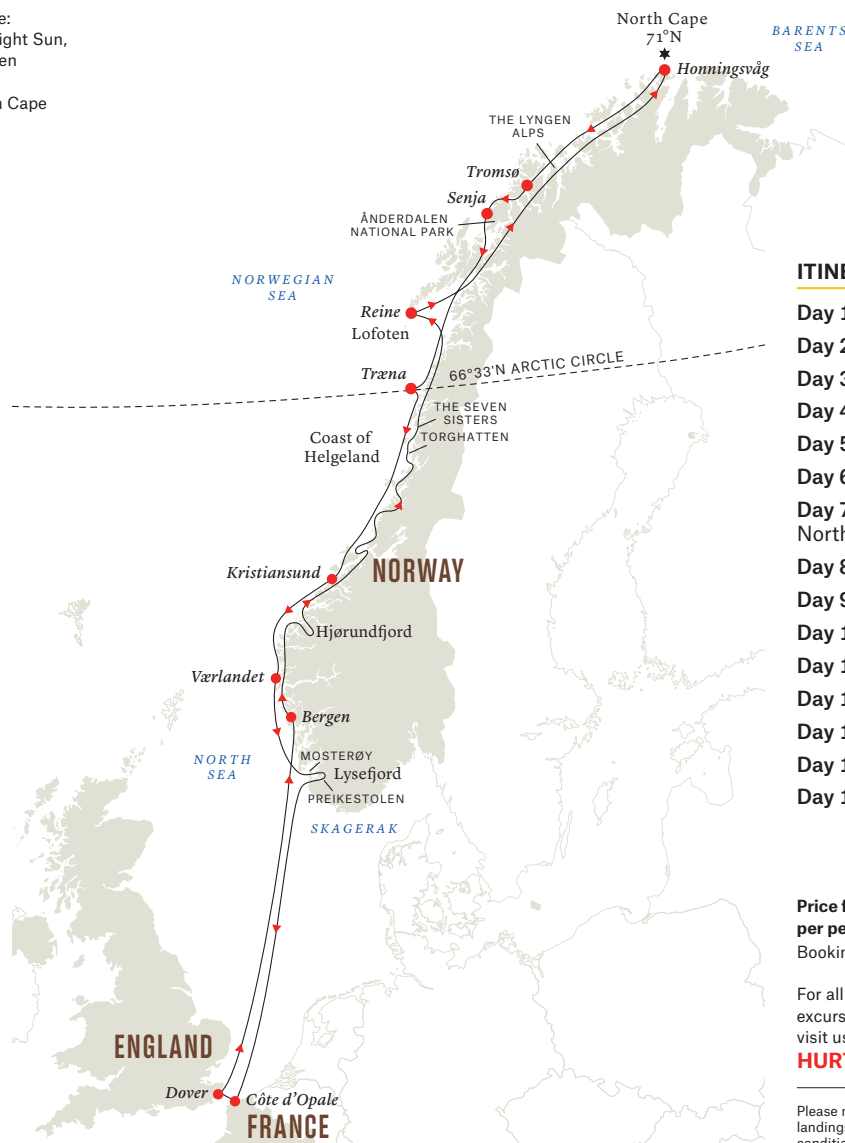 e:
ight Sun,
en
n Cape
North Cape
71°N
BARENTS
SEA
Honningsvåg
THE LYNGEN
ALPS
Tromsø
Senja
ÅNDERDALEN
NATIONAL PARK
NORWEGIAN
SEA
Reine
Lofoten
Træna
66°33'N ARCTIC CIRCLE
THE SEVEN
SISTERS
TORGHATTEN
Coast of
Helgeland
Kristiansund
NORWAY
Hjørundfjord
Værlandet
Bergen
NORTH
SEA
MOSTERØY
Lysefjord
PREIKESTOLEN
SKAGERAK
ENGLAND
Dover
Côte d'Opale
FRANCE
ITINE
Day 1
Day 2
Day 3
Day 4
Day 5
Day 6
Day 7
North
Day 8
Day 9
Day 1
Day 1
Day 1
Day 1
Day 1
Day 1
Price f
per pe
Bookin
For all
excurs
visit us
HURT
Please n
landings
conditio